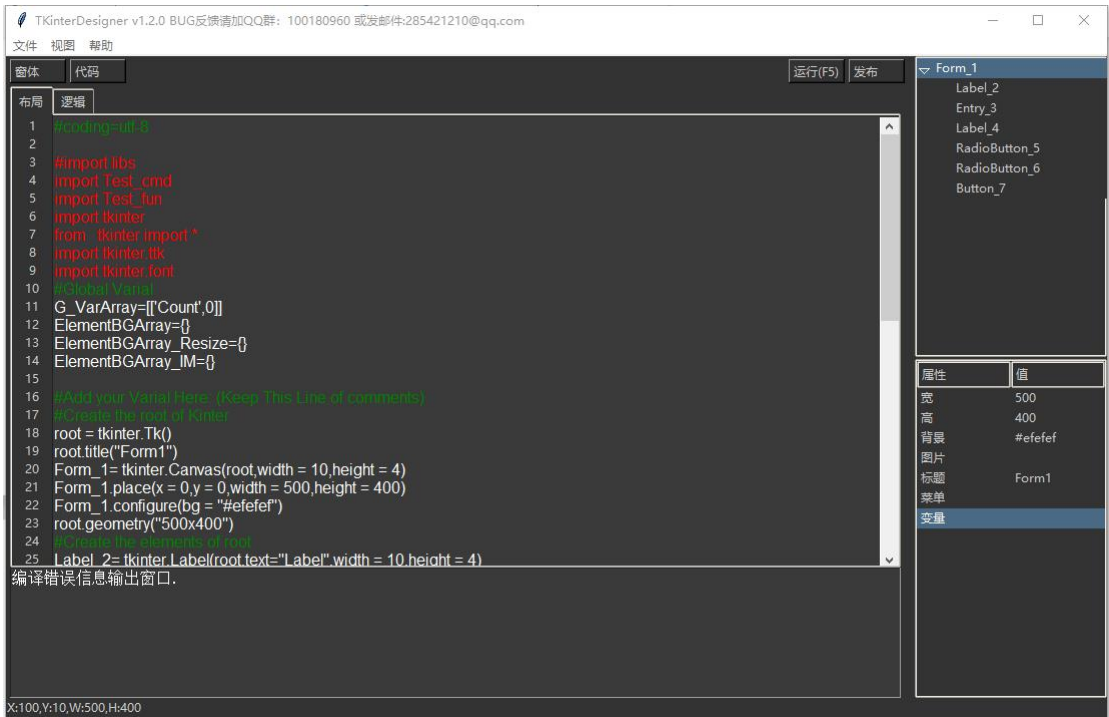 TKinterDesigner v1.2.0 BUG反馈请加QQ群：100180960 或发邮件:285421210@qq.com
文件 视图 帮助
窗体 代码 运行(F5) 发布
布局 逻辑
1 #coding=utf-8
2
3 #import libs
4 import Test_cmd
5 import Test_fun
6 import tkinter
7 from   tkinter import *
8 import tkinter.ttk
9 import tkinter.font
10 #Global Varial
11 G_VarArray=[['Count',0]]
12 ElementBGArray={}
13 ElementBGArray_Resize={}
14 ElementBGArray_IM={}
15
16 #Add your Varial Here: (Keep This Line of comments)
17 #Create the root of Kinter
18 root = tkinter.Tk()
19 root.title("Form1")
20 Form_1= tkinter.Canvas(root,width = 10,height = 4)
21 Form_1.place(x = 0,y = 0,width = 500,height = 400)
22 Form_1.configure(bg = "#efefef")
23 root.geometry("500x400")
24 #Create the elements of root
25 Label_2= tkinter.Label(root,text="Label",width = 10,height = 4)
编译错误信息输出窗口.
Form_1
Label_2
Entry_3
Label_4
RadioButton_5
RadioButton_6
Button_7
属性 值
宽 500
高 400
背景 #efefef
图片
标题 Form1
菜单
变量
X:100,Y:10,W:500,H:400